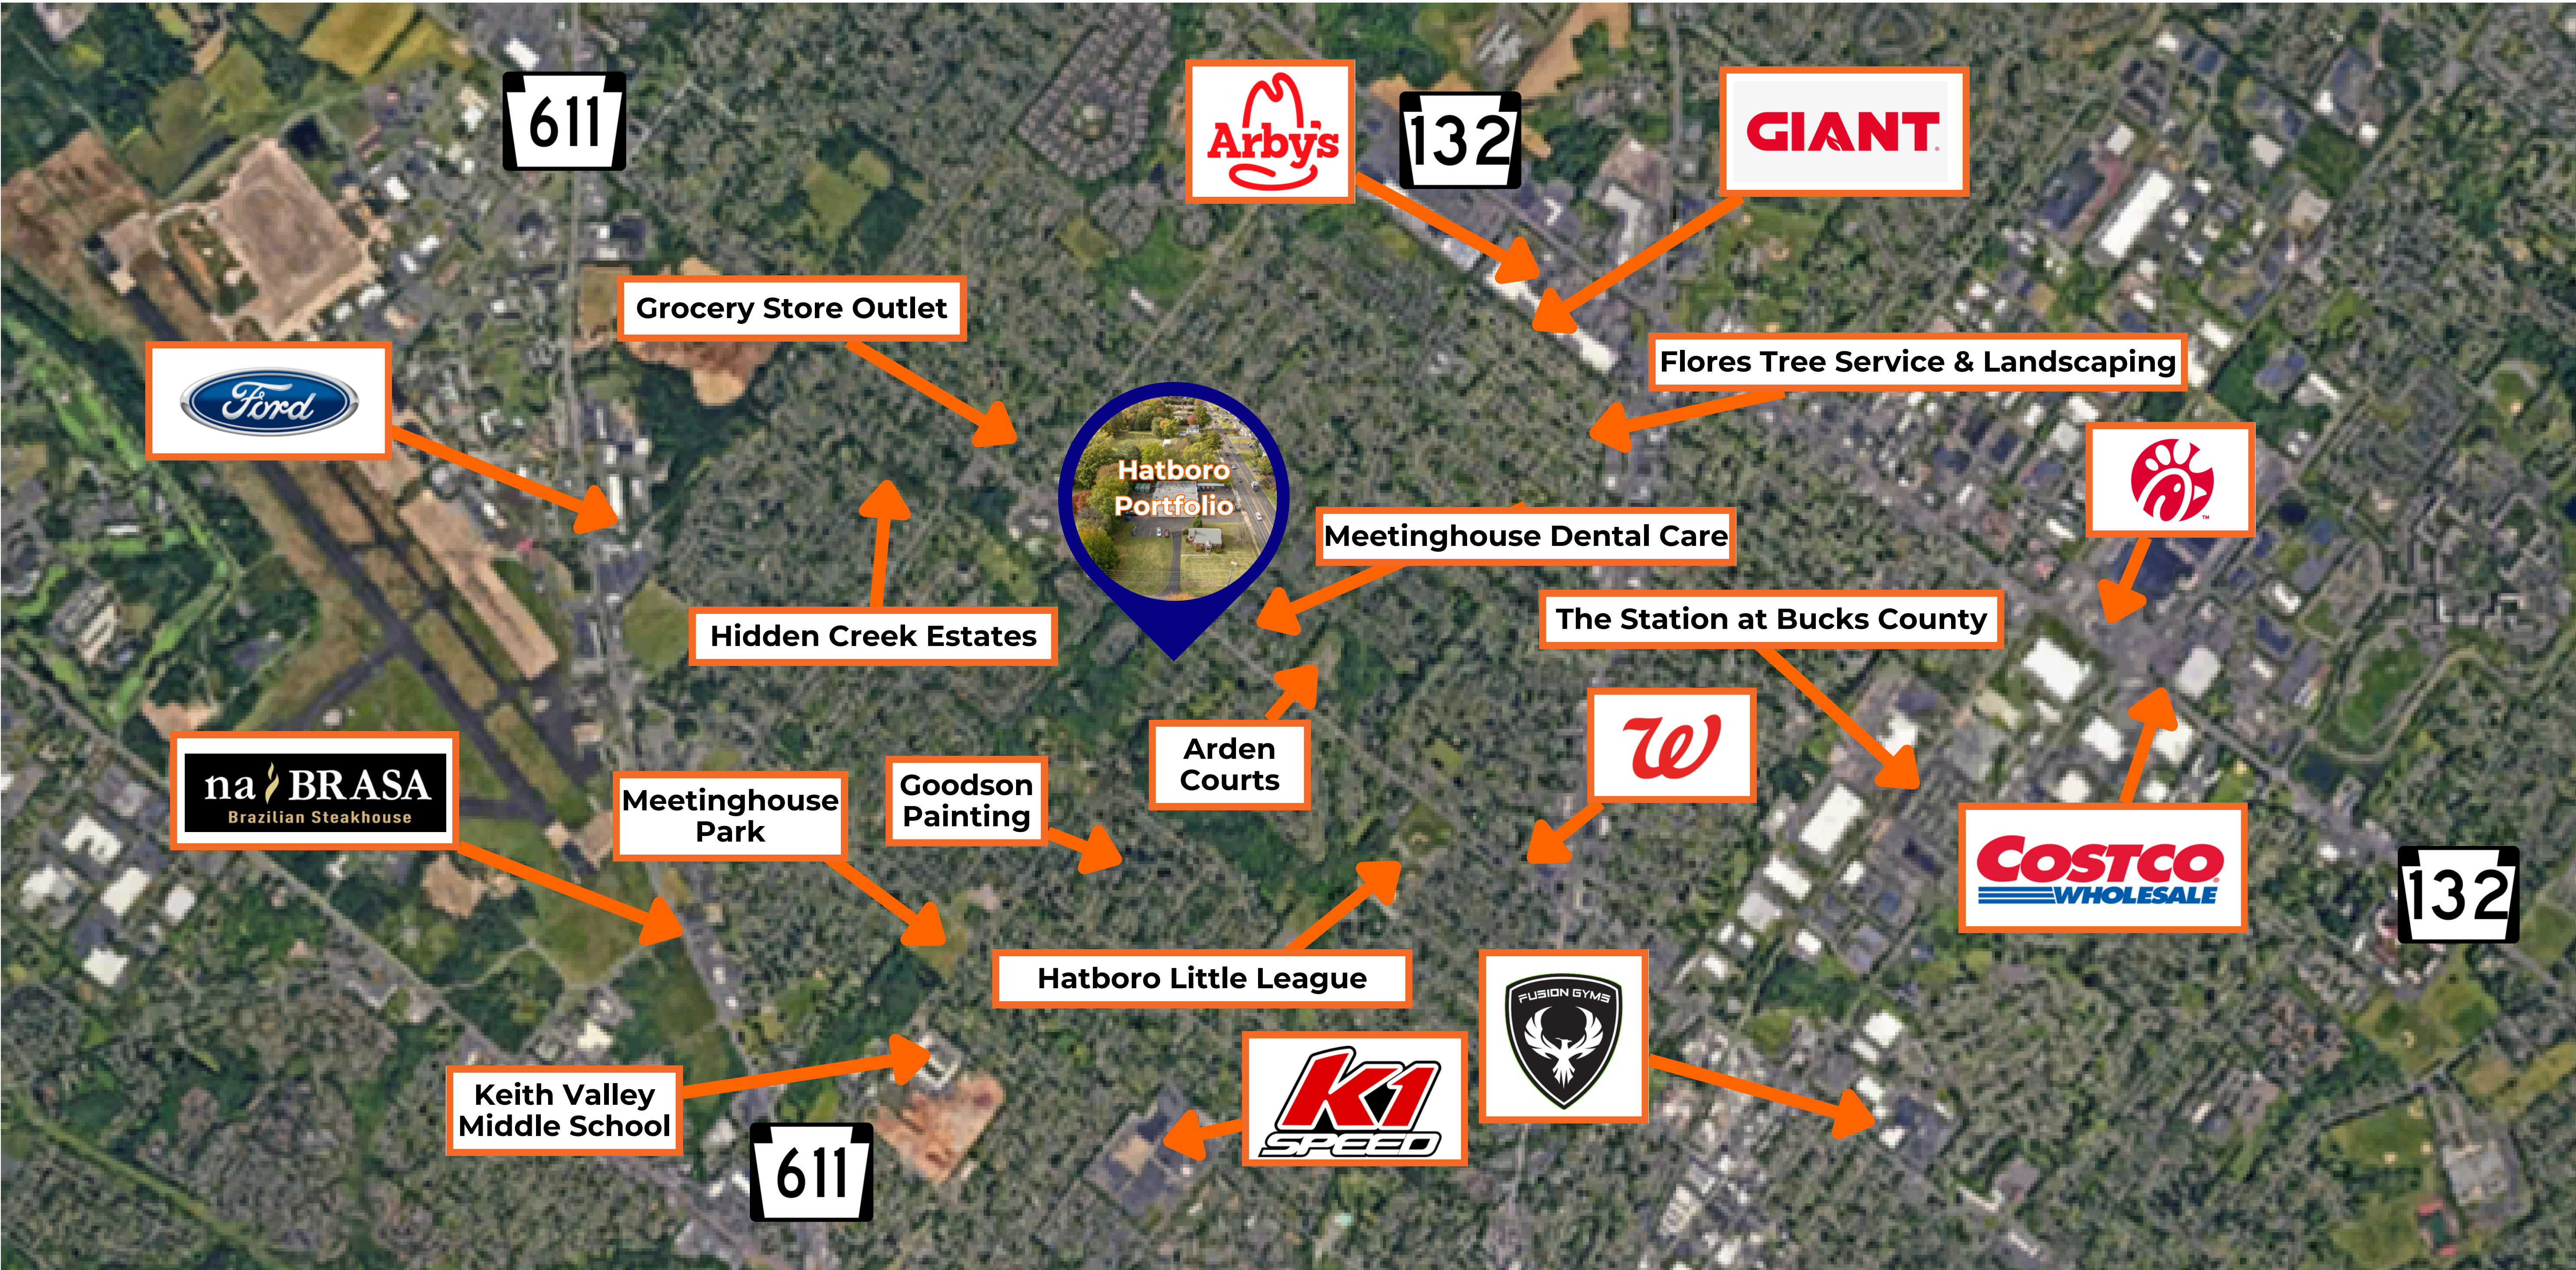 611
Arby's
132
GIANT
Grocery Store Outlet
Flores Tree Service & Landscaping
Ford
Hatboro
Portfolio
Meetinghouse Dental Care
Hidden Creek Estates
The Station at Bucks County
W
na BRASA
Brazilian Steakhouse
Meetinghouse
Park
Goodson
Painting
Arden
Courts
COSTCO
WHOLESALE
132
Hatboro Little League
FUSION GYMS
K1
SPEED
Keith Valley
Middle School
611